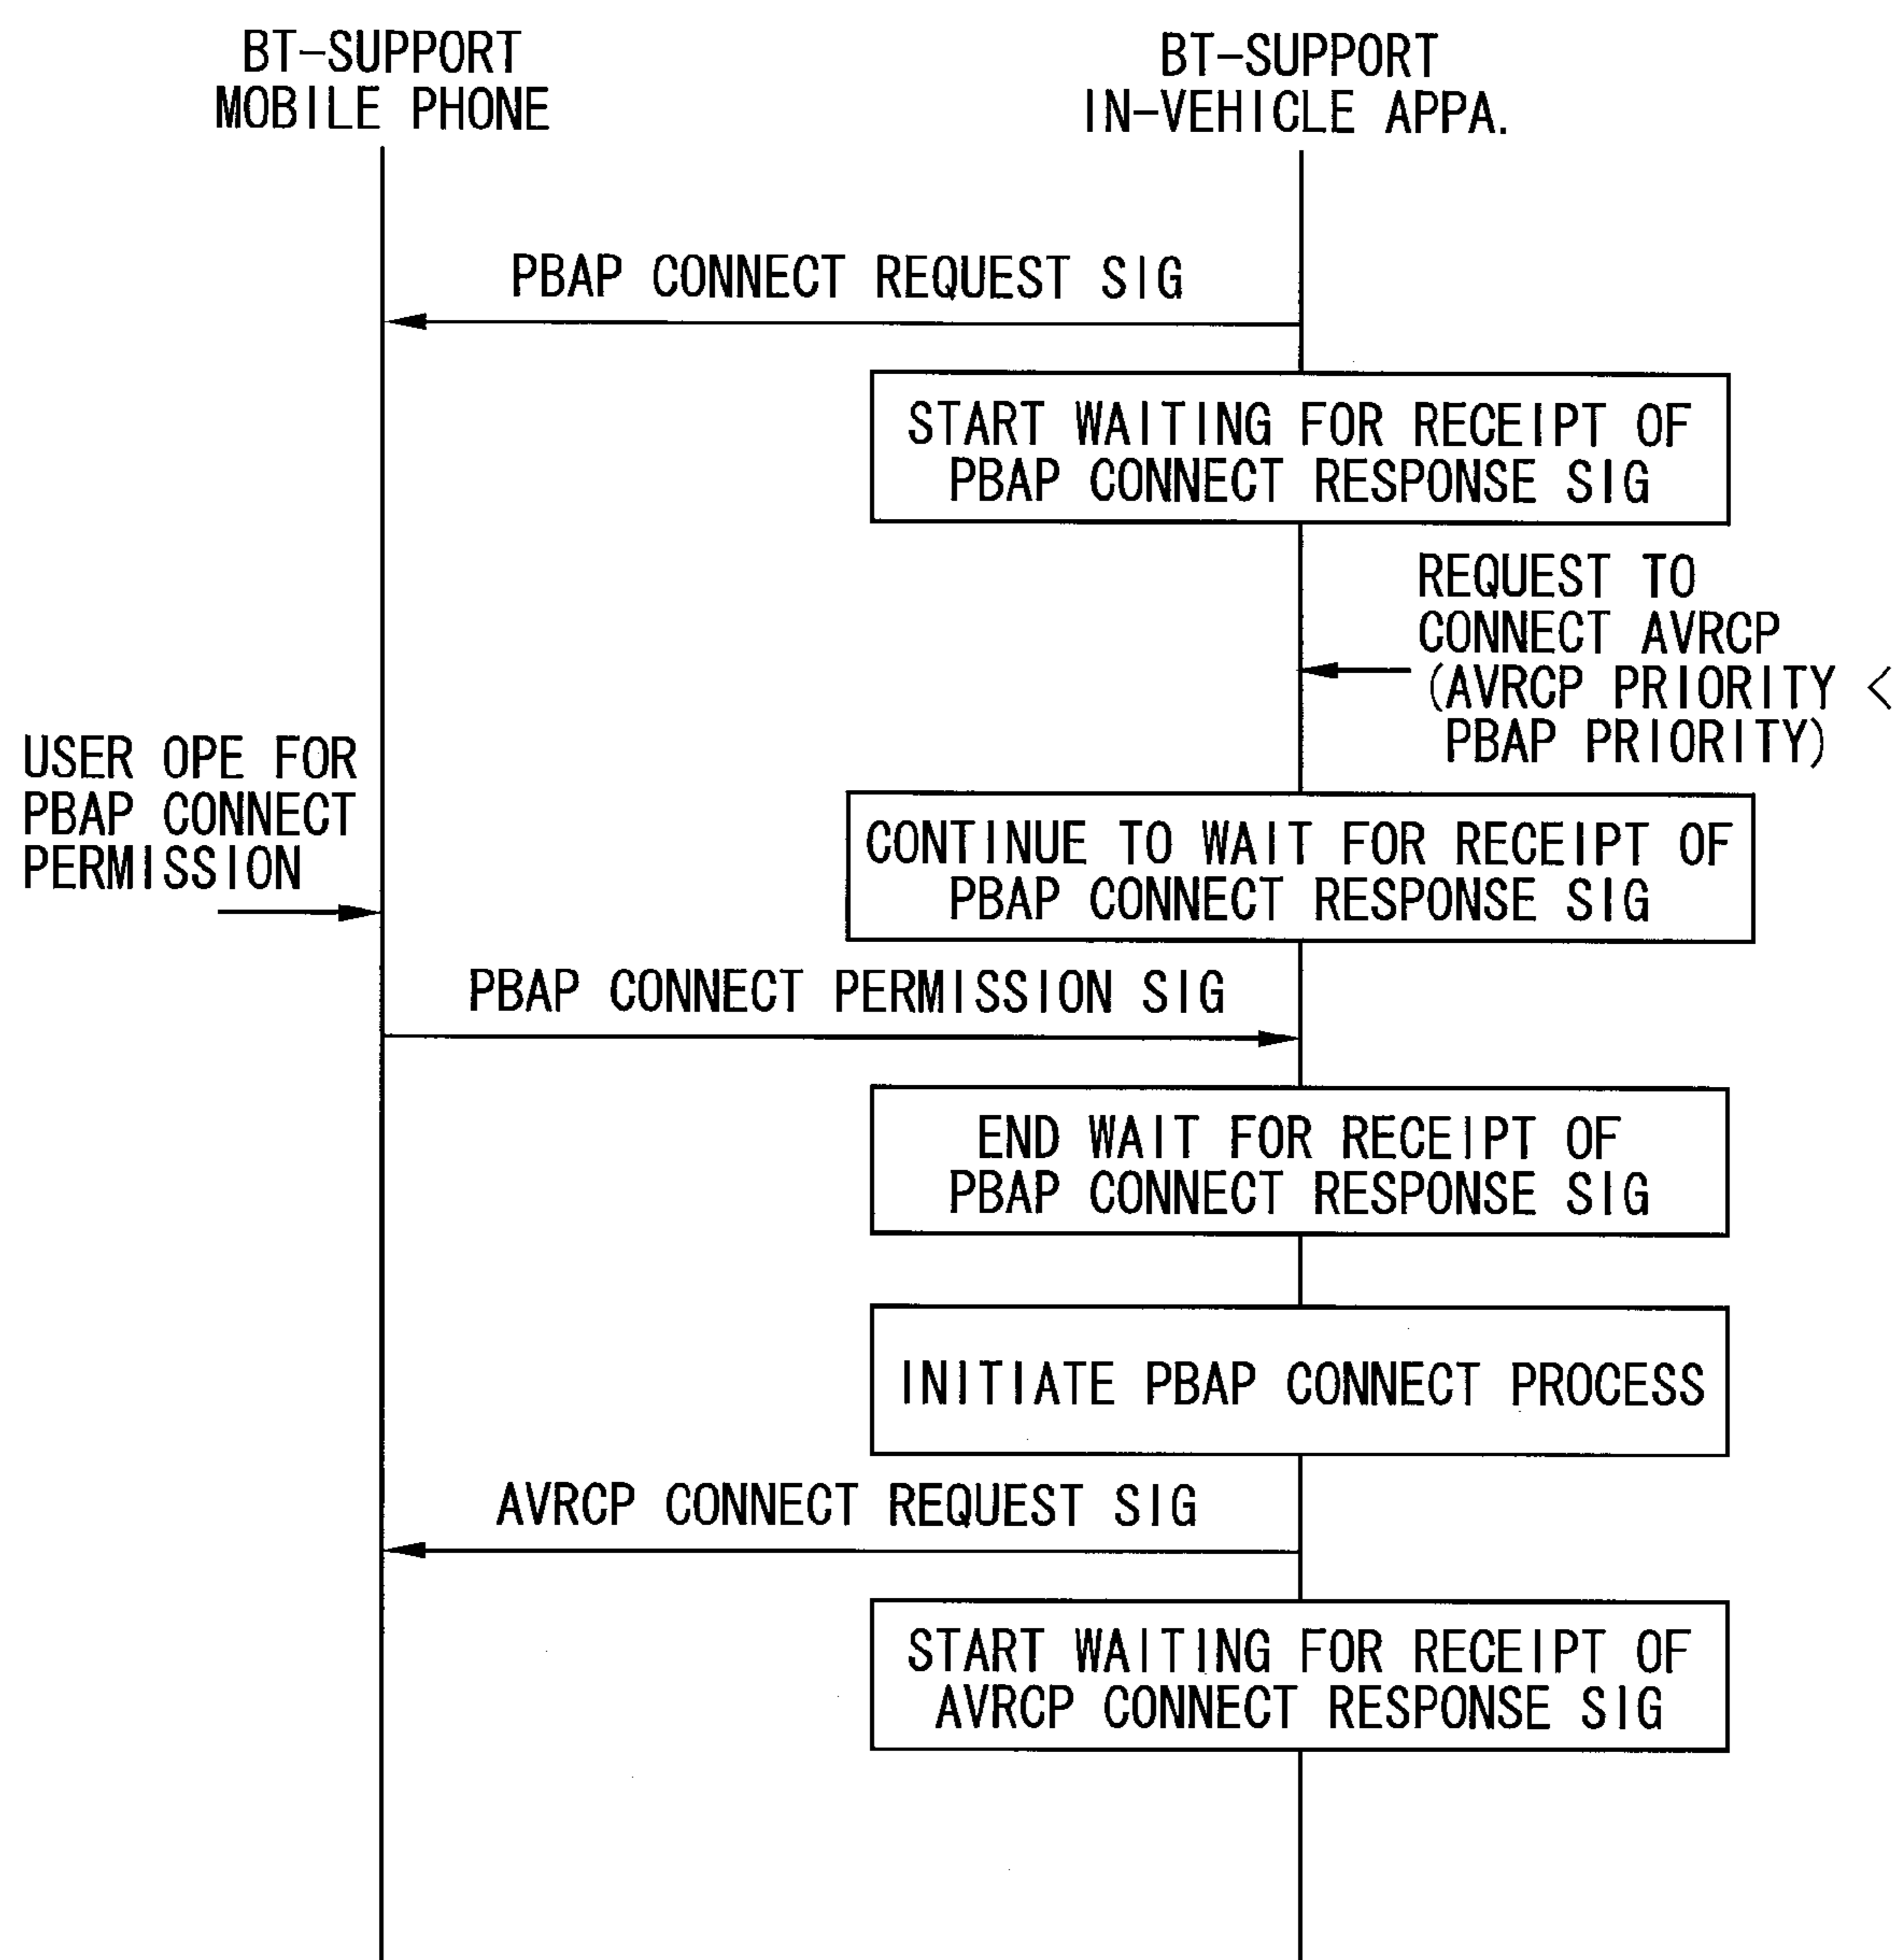 BT-SUPPORT
MOBILE PHONE
BT-SUPPORT
IN-VEHICLE APPA.
PBAP CONNECT REQUEST SIG
START WAITING FOR RECEIPT OF
PBAP CONNECT RESPONSE SIG
REQUEST TO
CONNECT AVRCP
(AVRCP PRIORITY <
PBAP PRIORITY)
USER OPE FOR
PBAP CONNECT
PERMISSION
CONTINUE TO WAIT FOR RECEIPT OF
PBAP CONNECT RESPONSE SIG
PBAP CONNECT PERMISSION SIG
END WAIT FOR RECEIPT OF
PBAP CONNECT RESPONSE SIG
INITIATE PBAP CONNECT PROCESS
AVRCP CONNECT REQUEST SIG
START WAITING FOR RECEIPT OF
AVRCP CONNECT RESPONSE SIG